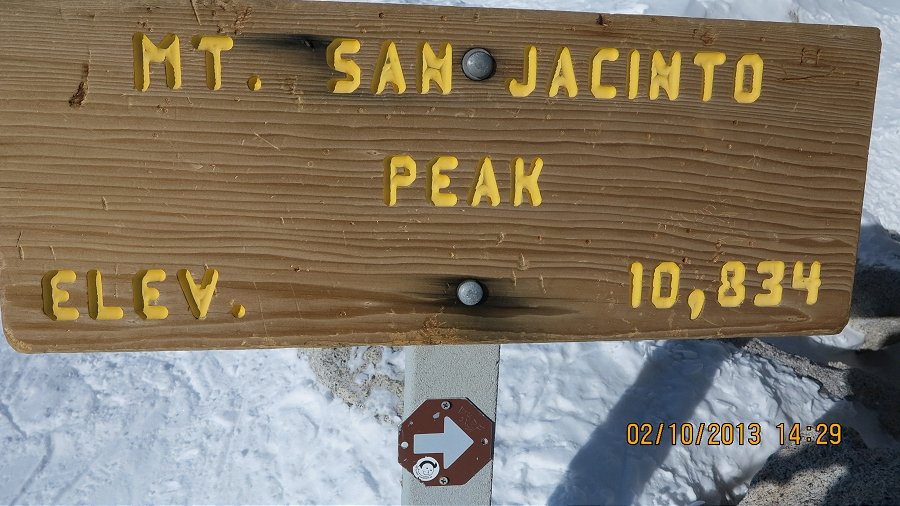 MT. SAN JACINTO
PEAK
ELEV. 10,834
02/10/2013 14:29